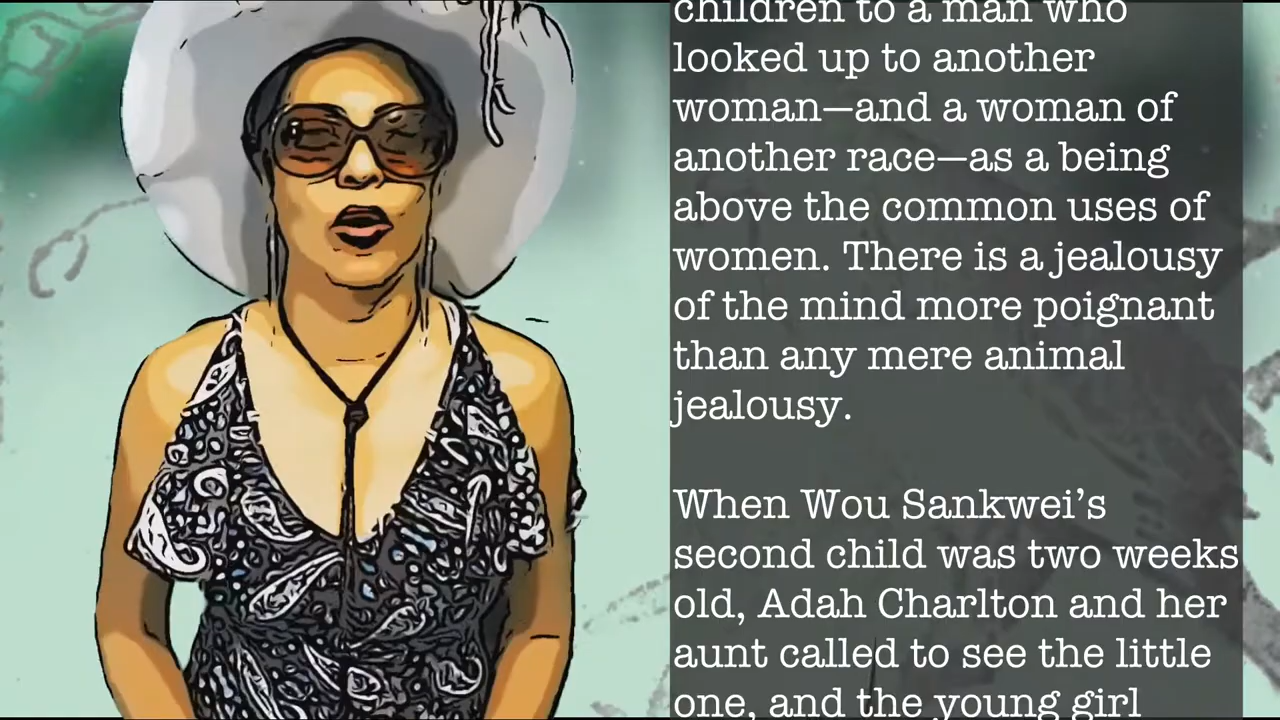 children to a man who
looked up to another
woman—and a woman of
another race—as a being
above the common uses of
women. There is a jealousy
of the mind more poignant
than any mere animal
jealousy.
When Wou Sankwei’s
second child was two weeks
old, Adah Charlton and her
aunt called to see the little
one, and the young girl